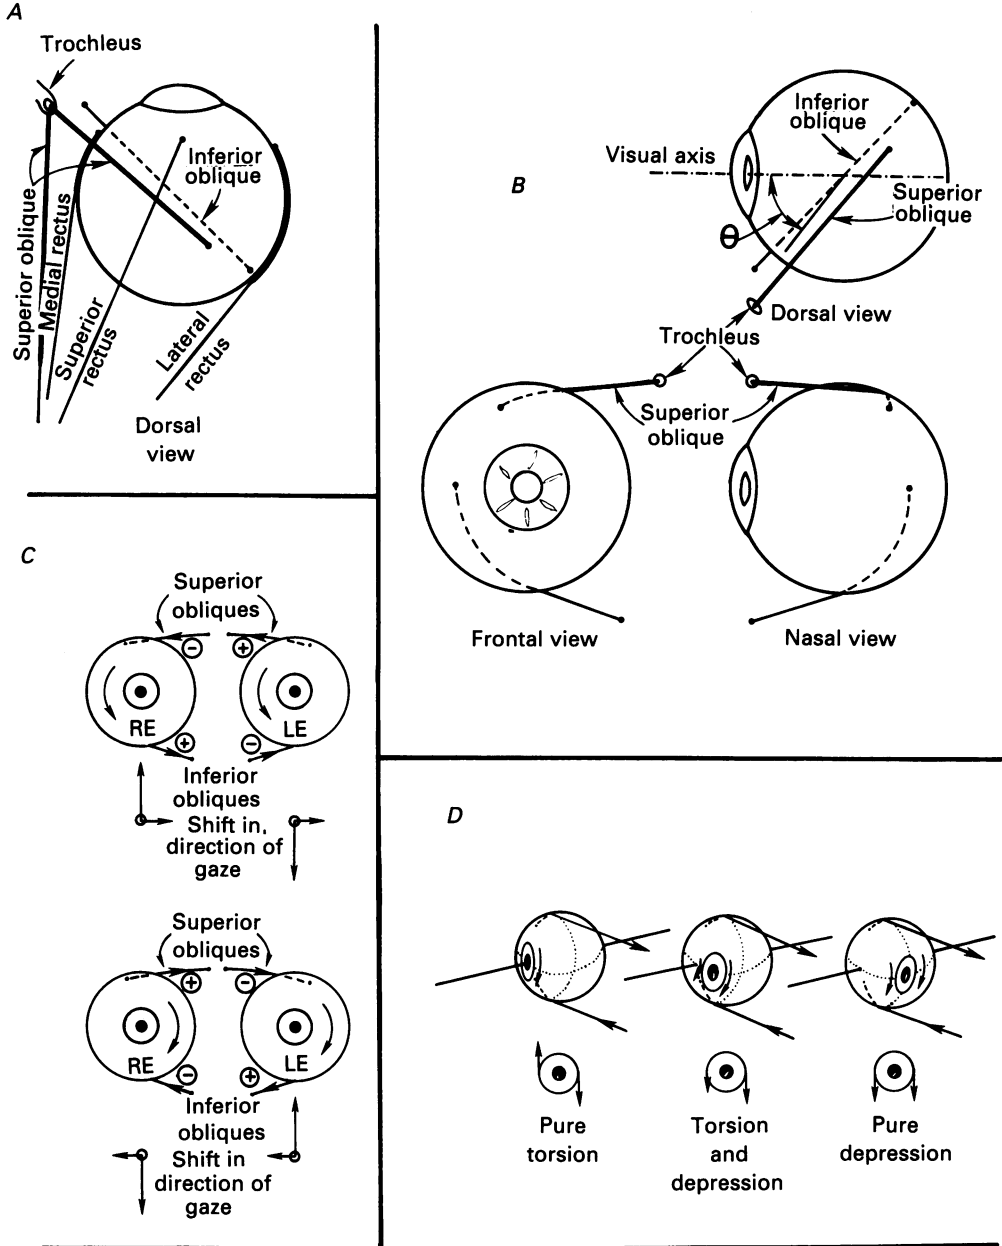 A
Trochleus
Inferior
oblique
Superior oblique
Medial rectus
Superior
rectus
Lateral
rectus
Dorsal
view
B
Inferior
oblique
Visual axis
Superior
oblique
Θ
Dorsal view
Trochleus
Superior
oblique
Frontal view
Nasal view
C
Superior
obliques
− +
RE LE
+ −
Inferior
obliques
Shift in
direction of
gaze
Superior
obliques
+ −
RE LE
− +
Inferior
obliques
Shift in
direction of
gaze
D
Pure
torsion
Torsion
and
depression
Pure
depression